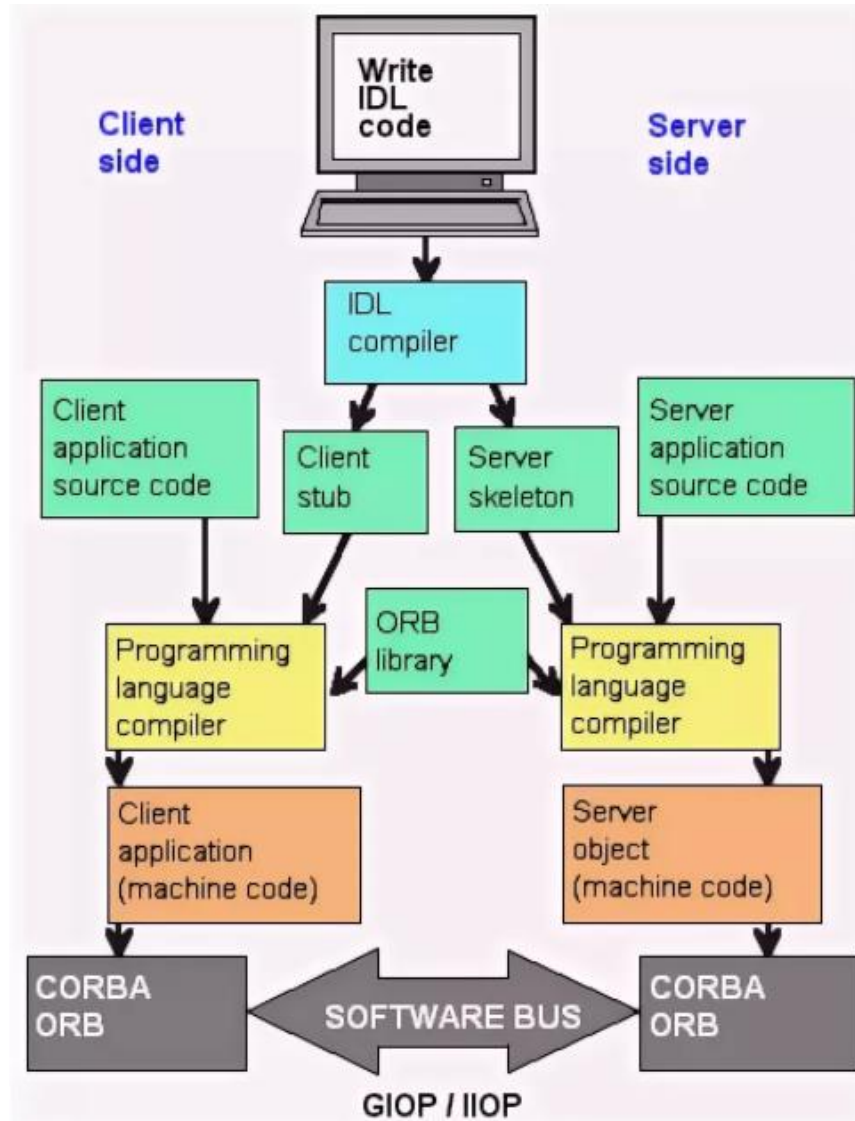 Write
IDL
code
Client
side
Server
side
IDL
compiler
Client
application
source code
Client
stub
Server
skeleton
Server
application
source code
ORB
library
Programming
language
compiler
Programming
language
compiler
Client
application
(machine code)
Server
object
(machine code)
CORBA
ORB
SOFTWARE BUS
CORBA
ORB
GIOP / IIOP